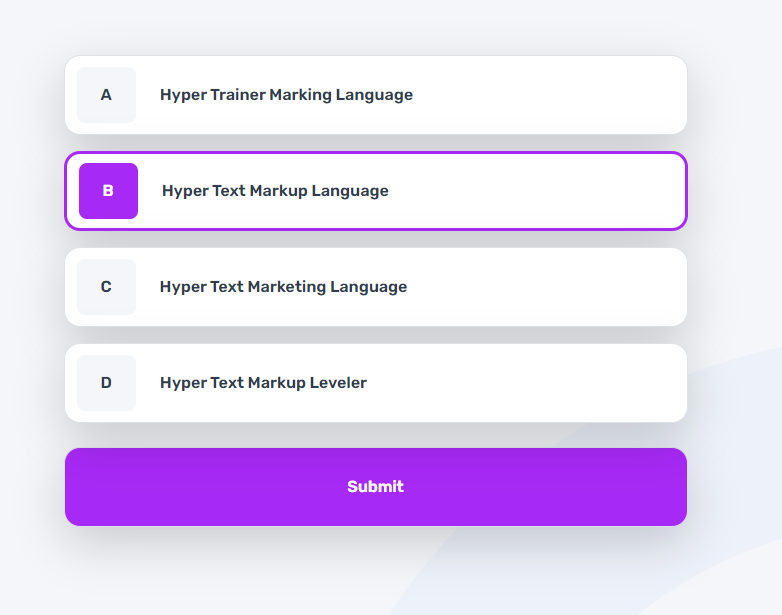 A Hyper Trainer Marking Language
B Hyper Text Markup Language
C Hyper Text Marketing Language
D Hyper Text Markup Leveler
Submit